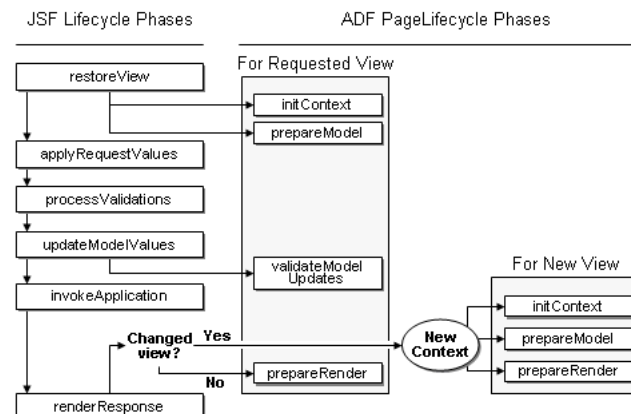 JSF Lifecycle Phases
ADF PageLifecycle Phases
For Requested View
restoreView
initContext
prepareModel
applyRequestValues
processValidations
updateModelValues
validateModel
Updates
invokeApplication
For New View
initContext
prepareModel
prepareRender
Changed
view?
Yes
No
New
Context
prepareRender
renderResponse